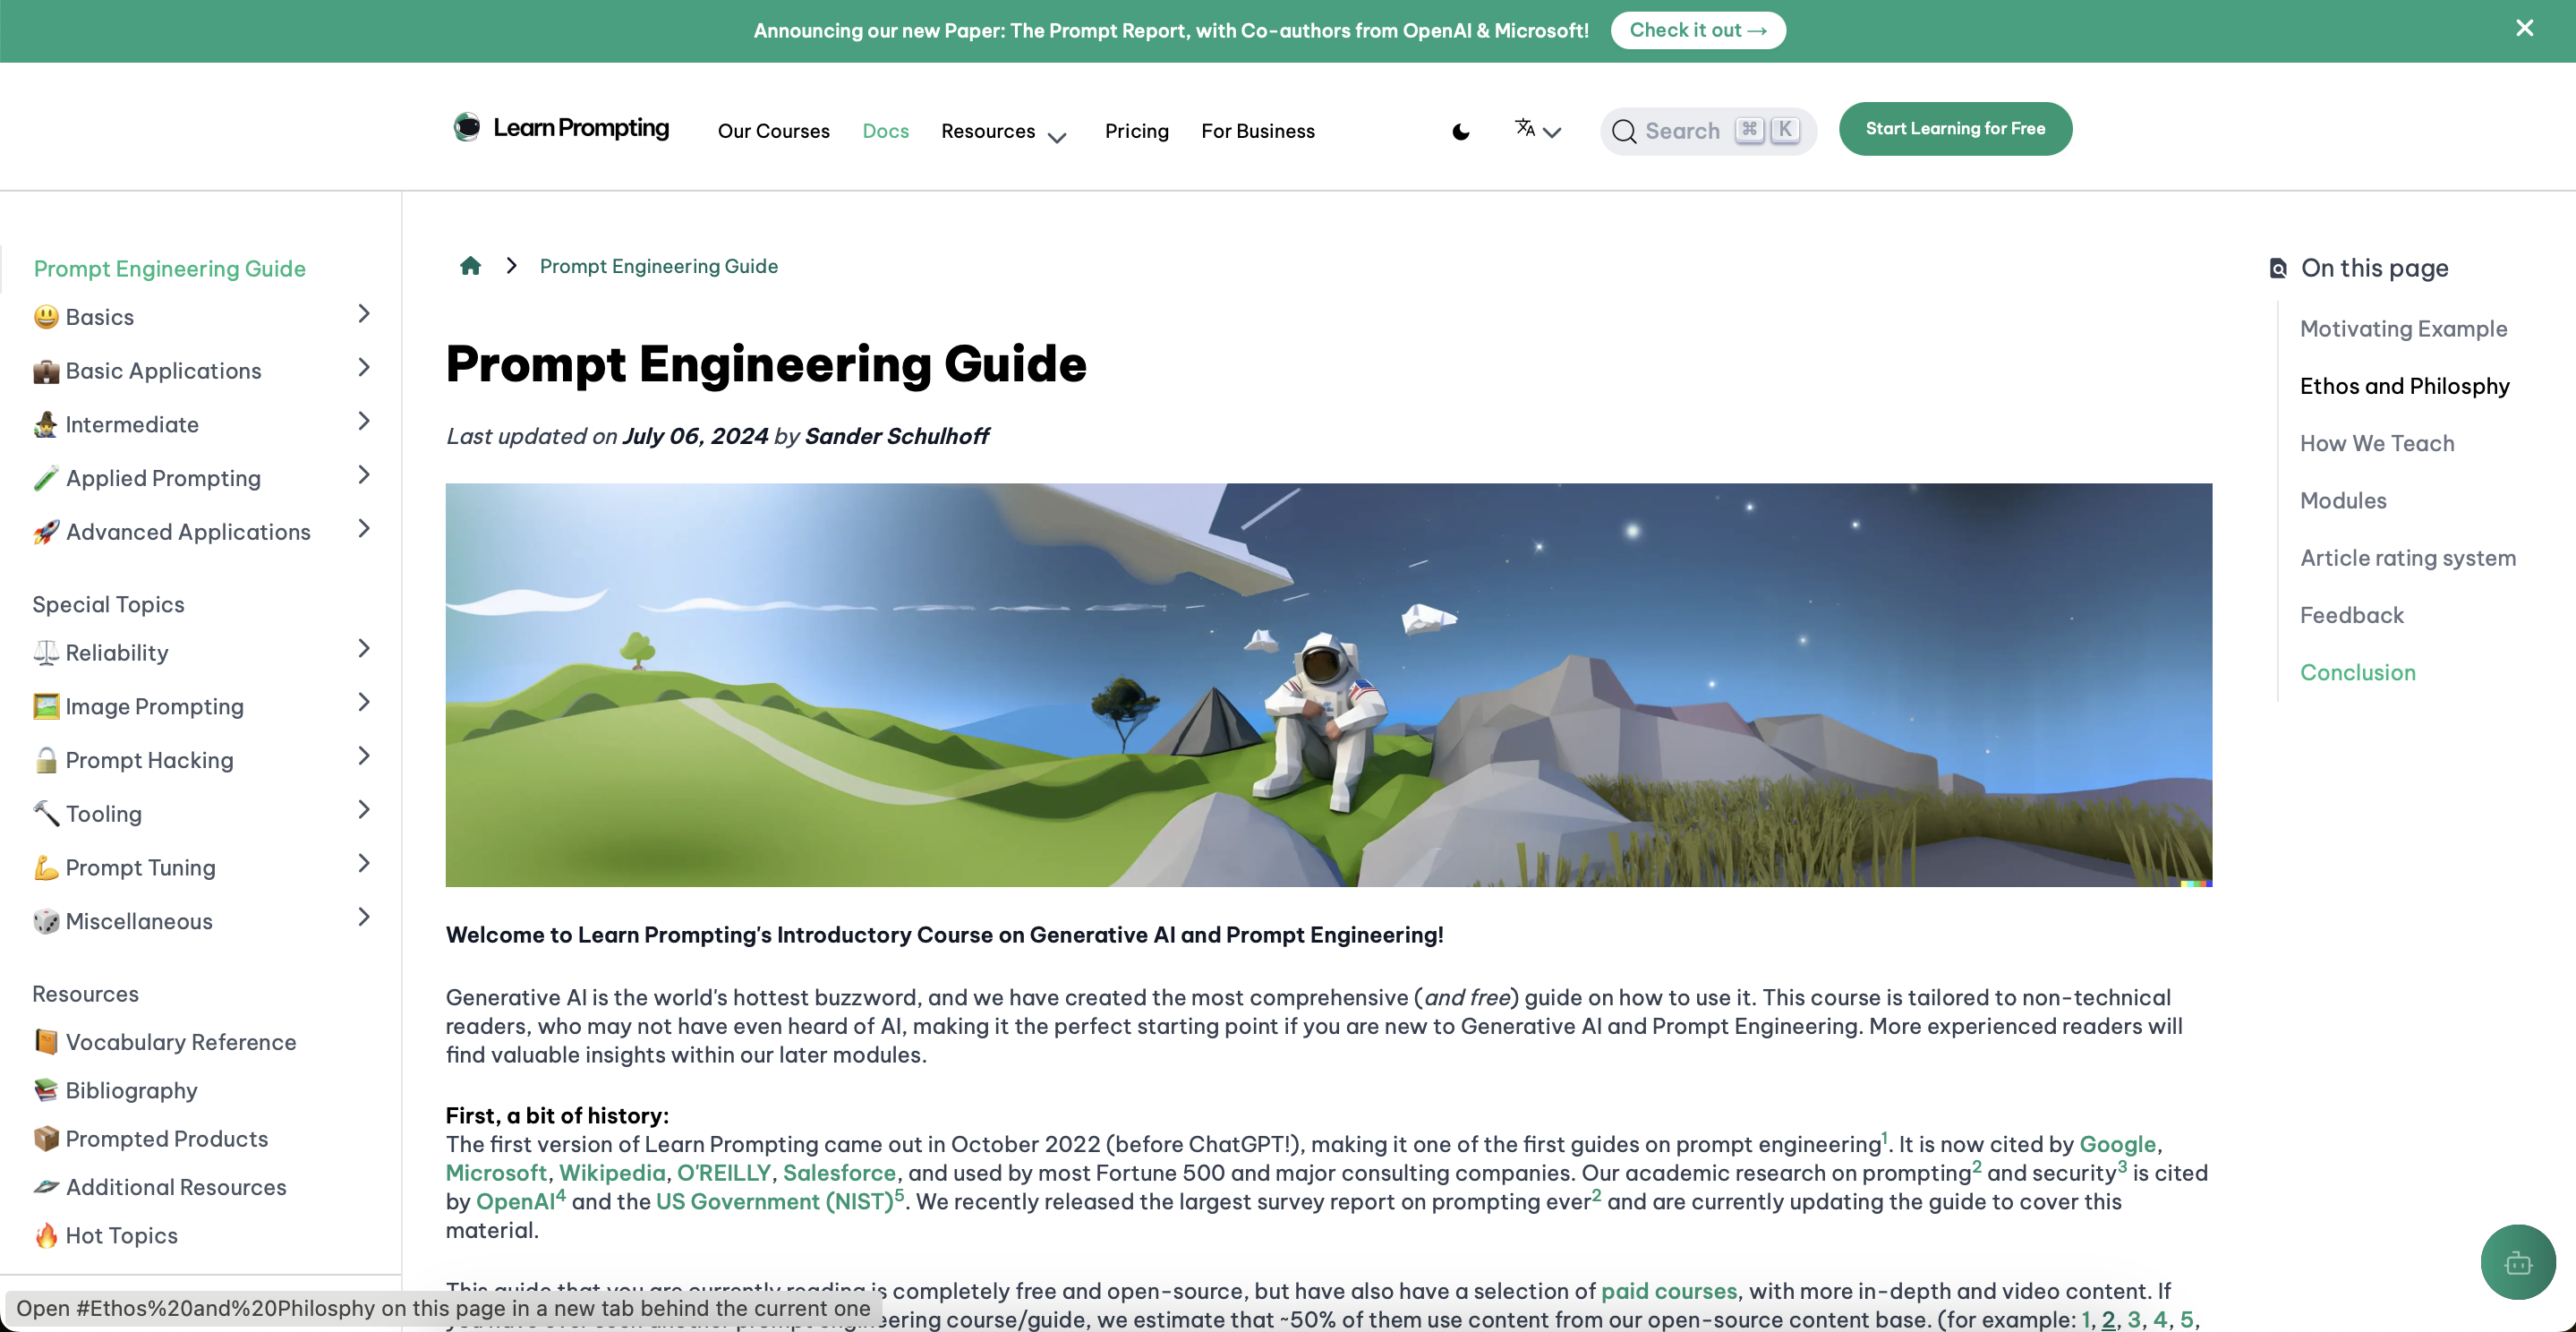 Announcing our new Paper: The Prompt Report, with Co-authors from OpenAI & Microsoft! Check it out →
Learn Prompting Our Courses Docs Resources Pricing For Business Search ⌘ K Start Learning for Free
Prompt Engineering Guide
Basics
Basic Applications
Intermediate
Applied Prompting
Advanced Applications
Special Topics
Reliability
Image Prompting
Prompt Hacking
Tooling
Prompt Tuning
Miscellaneous
Resources
Vocabulary Reference
Bibliography
Prompted Products
Additional Resources
Hot Topics
Prompt Engineering Guide
Prompt Engineering Guide
Last updated on July 06, 2024 by Sander Schulhoff
Welcome to Learn Prompting's Introductory Course on Generative AI and Prompt Engineering!
Generative AI is the world's hottest buzzword, and we have created the most comprehensive (and free) guide on how to use it. This course is tailored to non-technical
readers, who may not have even heard of AI, making it the perfect starting point if you are new to Generative AI and Prompt Engineering. More experienced readers will
find valuable insights within our later modules.
First, a bit of history:
The first version of Learn Prompting came out in October 2022 (before ChatGPT!), making it one of the first guides on prompt engineering1. It is now cited by Google,
Microsoft, Wikipedia, O'REILLY, Salesforce, and used by most Fortune 500 and major consulting companies. Our academic research on prompting2 and security3 is cited
by OpenAI4 and the US Government (NIST)5. We recently released the largest survey report on prompting ever2 and are currently updating the guide to cover this
material.
This guide that you are currently reading is completely free and open-source, but have also have a selection of paid courses, with more in-depth and video content. If
engineering course/guide, we estimate that ~50% of them use content from our open-source content base. (for example: 1, 2, 3, 4, 5,
On this page
Motivating Example
Ethos and Philosphy
How We Teach
Modules
Article rating system
Feedback
Conclusion
Open #Ethos%20and%20Philosphy on this page in a new tab behind the current one